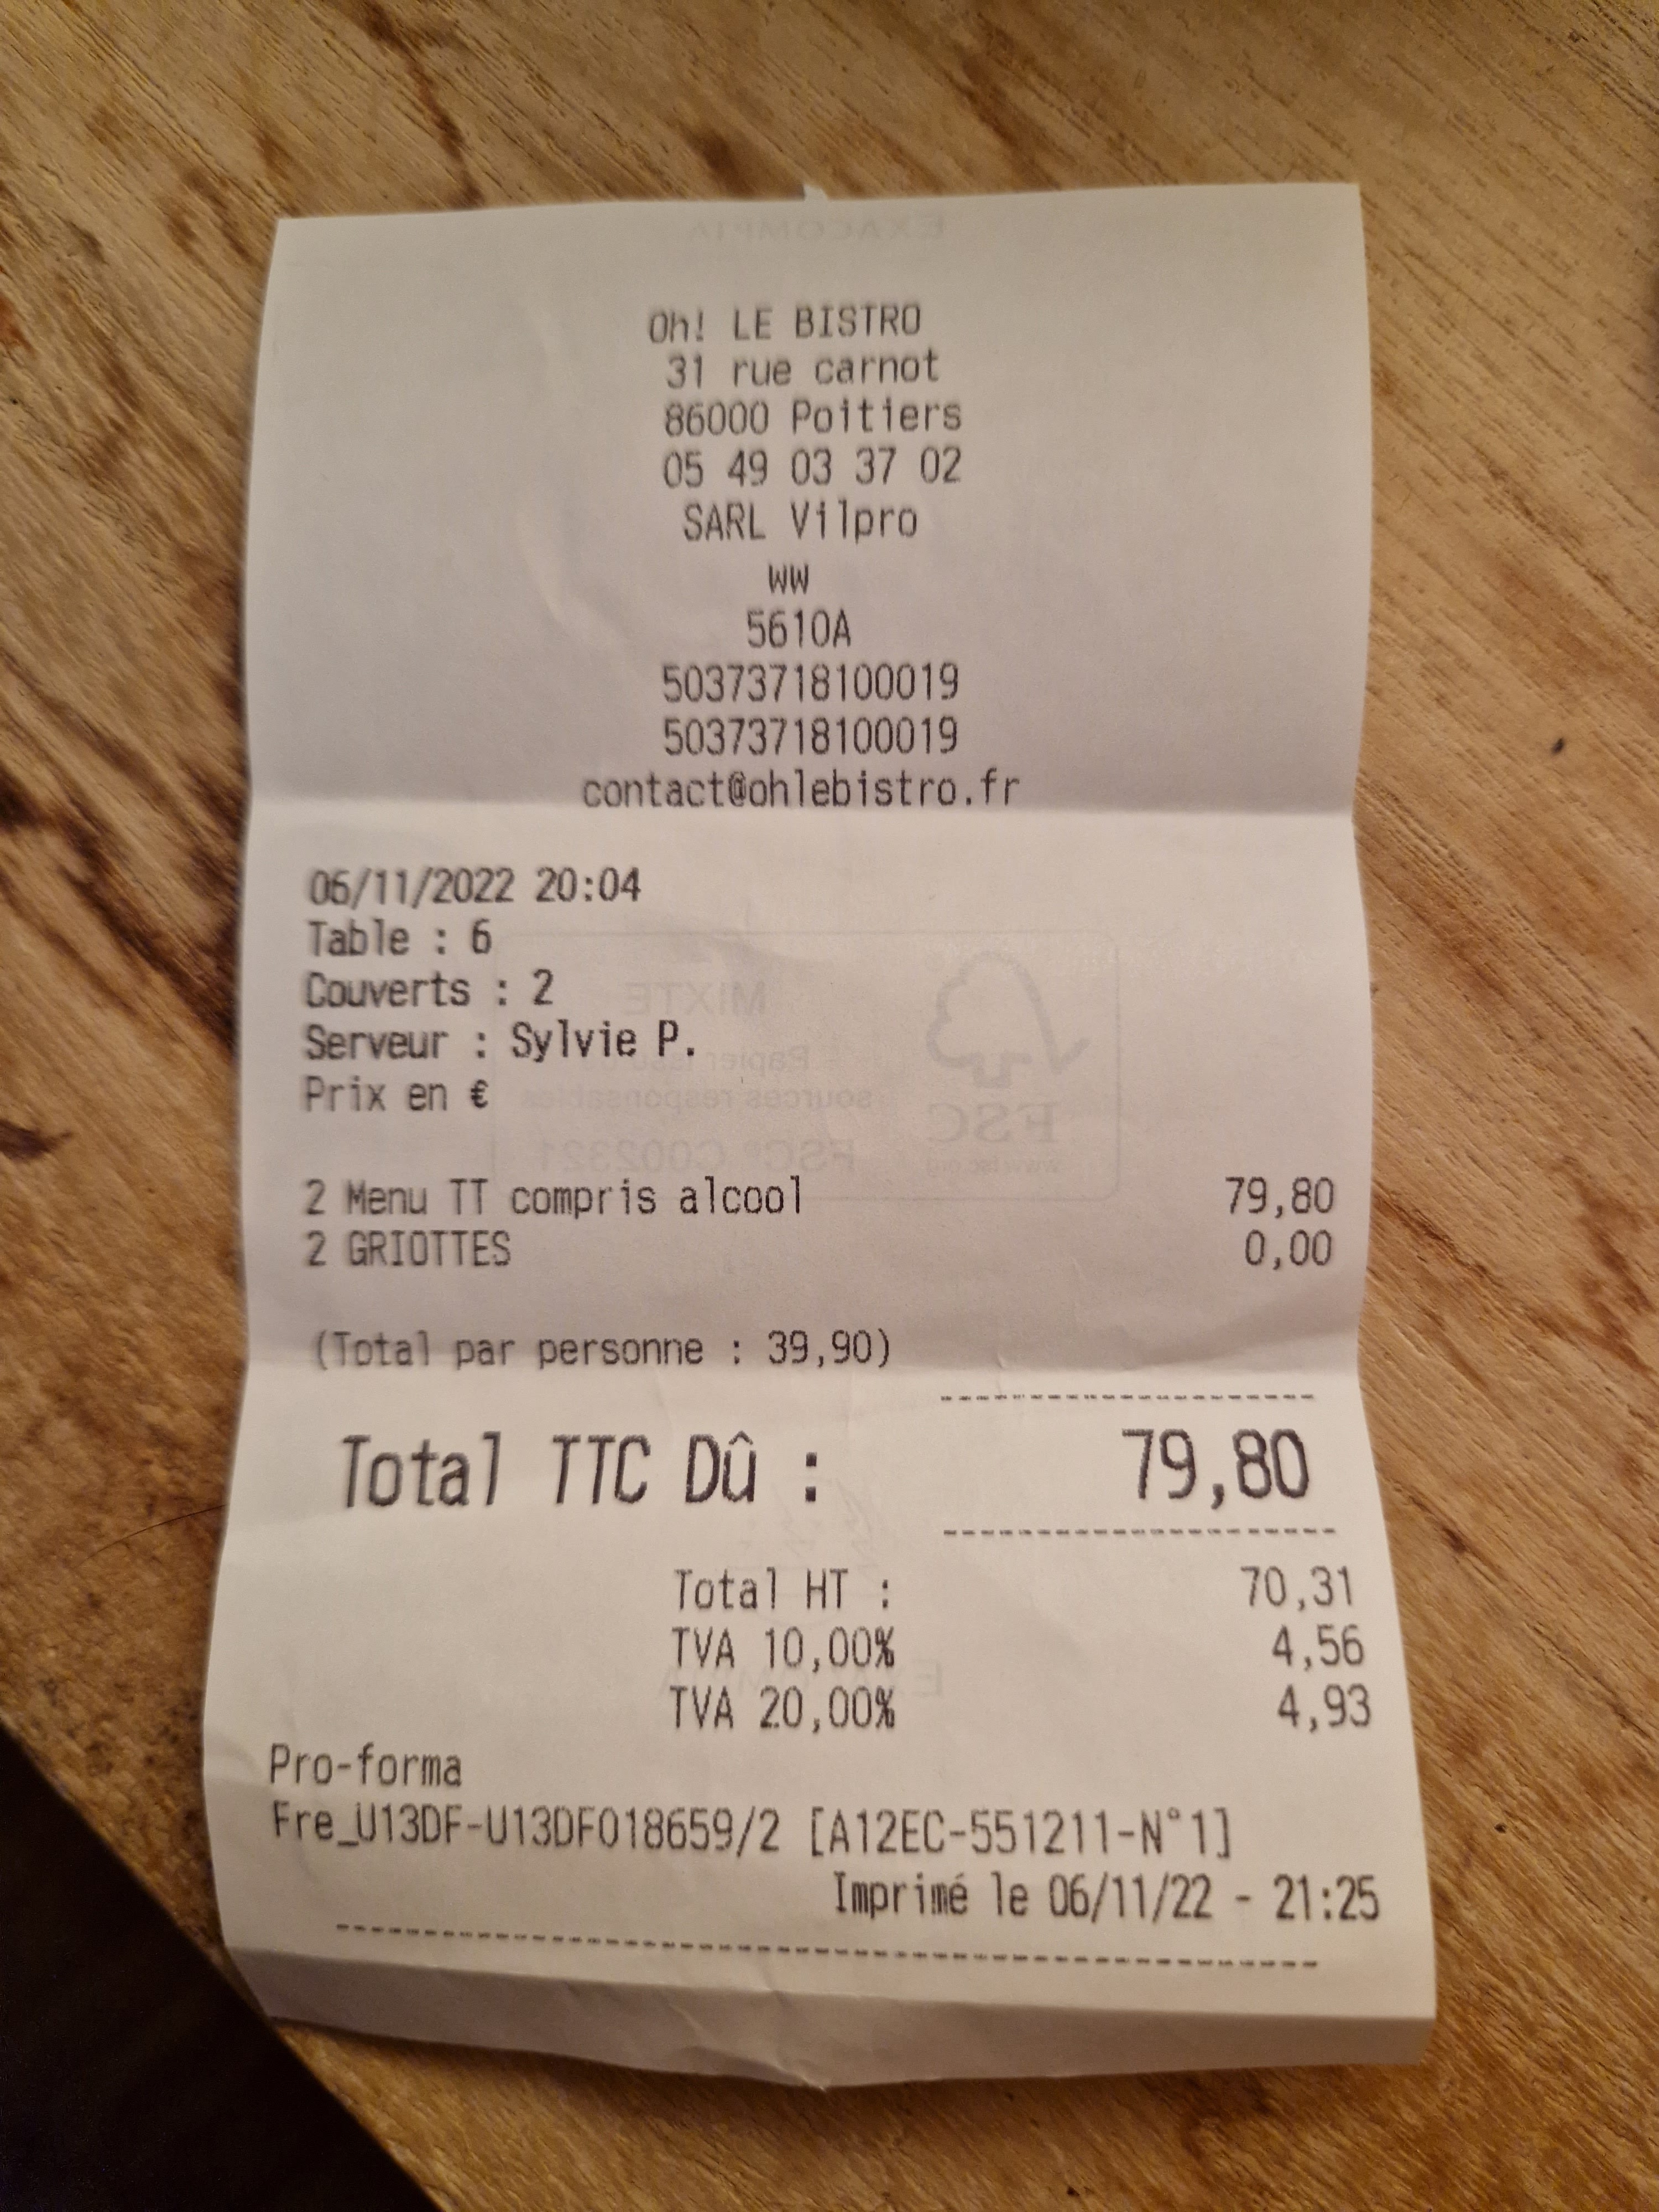 Oh! LE BISTRO
31 rue carnot
86000 Poitiers
05 49 03 37 02
SARL Vilpro
WW
5610A
50373718100019
50373718100019
contact@ohlebistro.fr
06/11/2022 20:04
Table : 6
Couverts : 2
Serveur : Sylvie P.
Prix en €
2 Menu TT compris alcool 79,80
2 GRIOTTES 0,00
(Total par personne : 39,90)
Total TTC Dû : 79,80
Total HT : 70,31
TVA 10,00% 4,56
TVA 20,00% 4,93
Pro-forma
Fre_U13DF-U13DF018659/2 [A12EC-551211-N°1]
Imprimé le 06/11/22 - 21:25